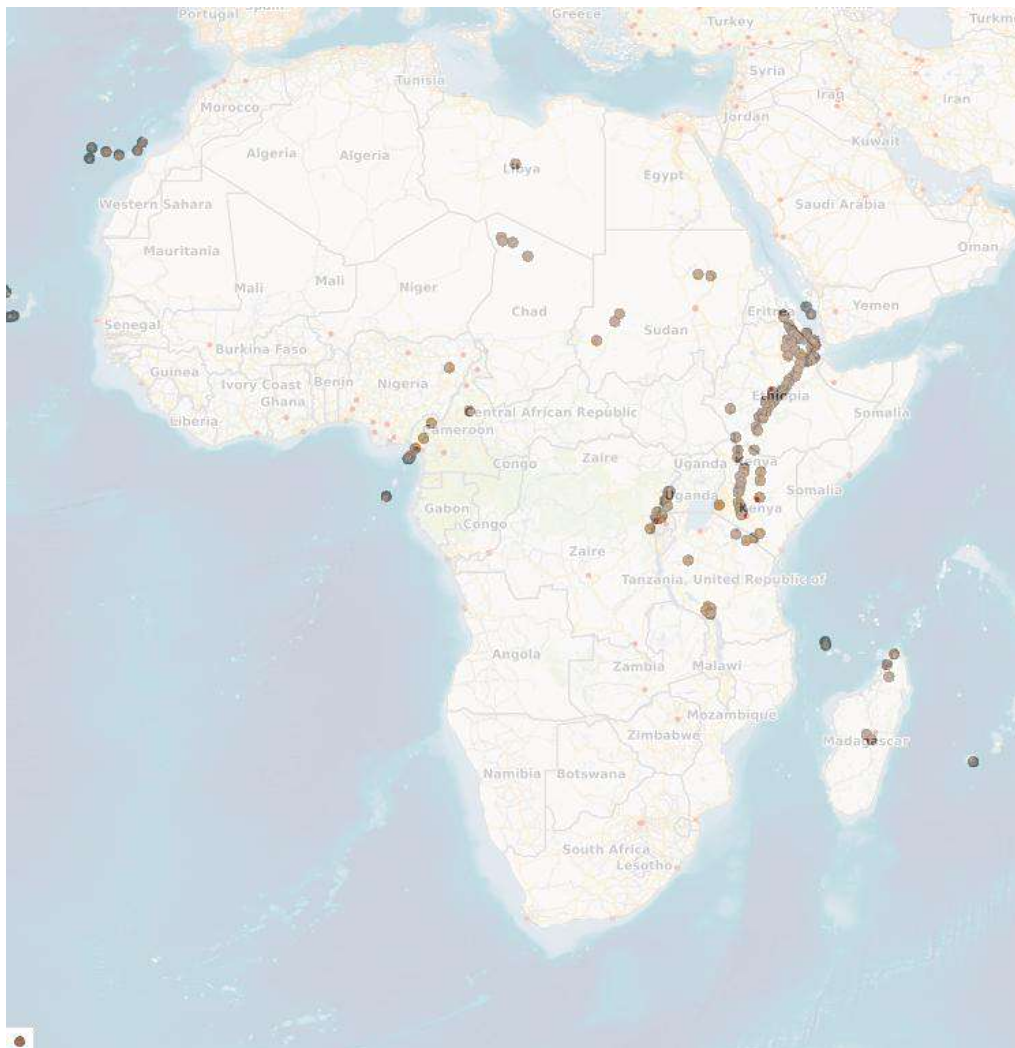 Portugal
Spain
Greece
Turkey
Turkm
Tunisia
Syria
Morocco
Iraq
Iran
Jordan
Algeria
Algeria
Kuwait
Libya
Egypt
Western Sahara
Saudi Arabia
Mauritania
Oman
Mali
Mali
Niger
Chad
Eritrea
Yemen
Senegal
Sudan
Burkina Faso
Guinea
Ivory Coast
Benin
Nigeria
Ethiopia
Ghana
Somalia
Liberia
Central African Republic
Cameroon
Congo
Zaire
Uganda
Kenya
Somalia
Uganda
Gabon
Kenya
Congo
Zaire
Tanzania, United Republic of
Angola
Zambia
Malawi
Mozambique
Zimbabwe
Madagascar
Namibia
Botswana
South Africa
Lesotho